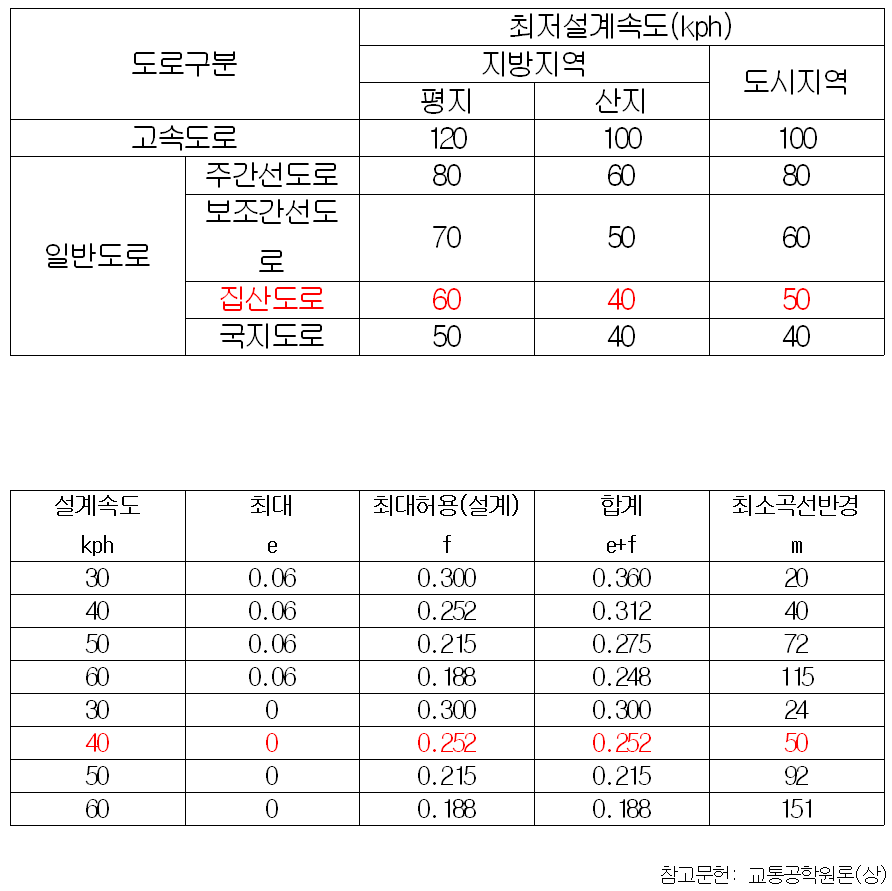 도로구분 최저설계속도(kph)
지방지역 도시지역
평지 산지
고속도로 120 100 100
일반도로 주간선도로 80 60 80
보조간선도
로 70 50 60
집산도로 60 40 50
국지도로 50 40 40
설계속도 최대 최대허용(설계) 합계 최소곡선반경
kph e f e+f m
30 0.06 0.300 0.360 20
40 0.06 0.252 0.312 40
50 0.06 0.215 0.275 72
60 0.06 0.188 0.248 115
30 0 0.300 0.300 24
40 0 0.252 0.252 50
50 0 0.215 0.215 92
60 0 0.188 0.188 151
참고문헌: 교통공학원론(상)